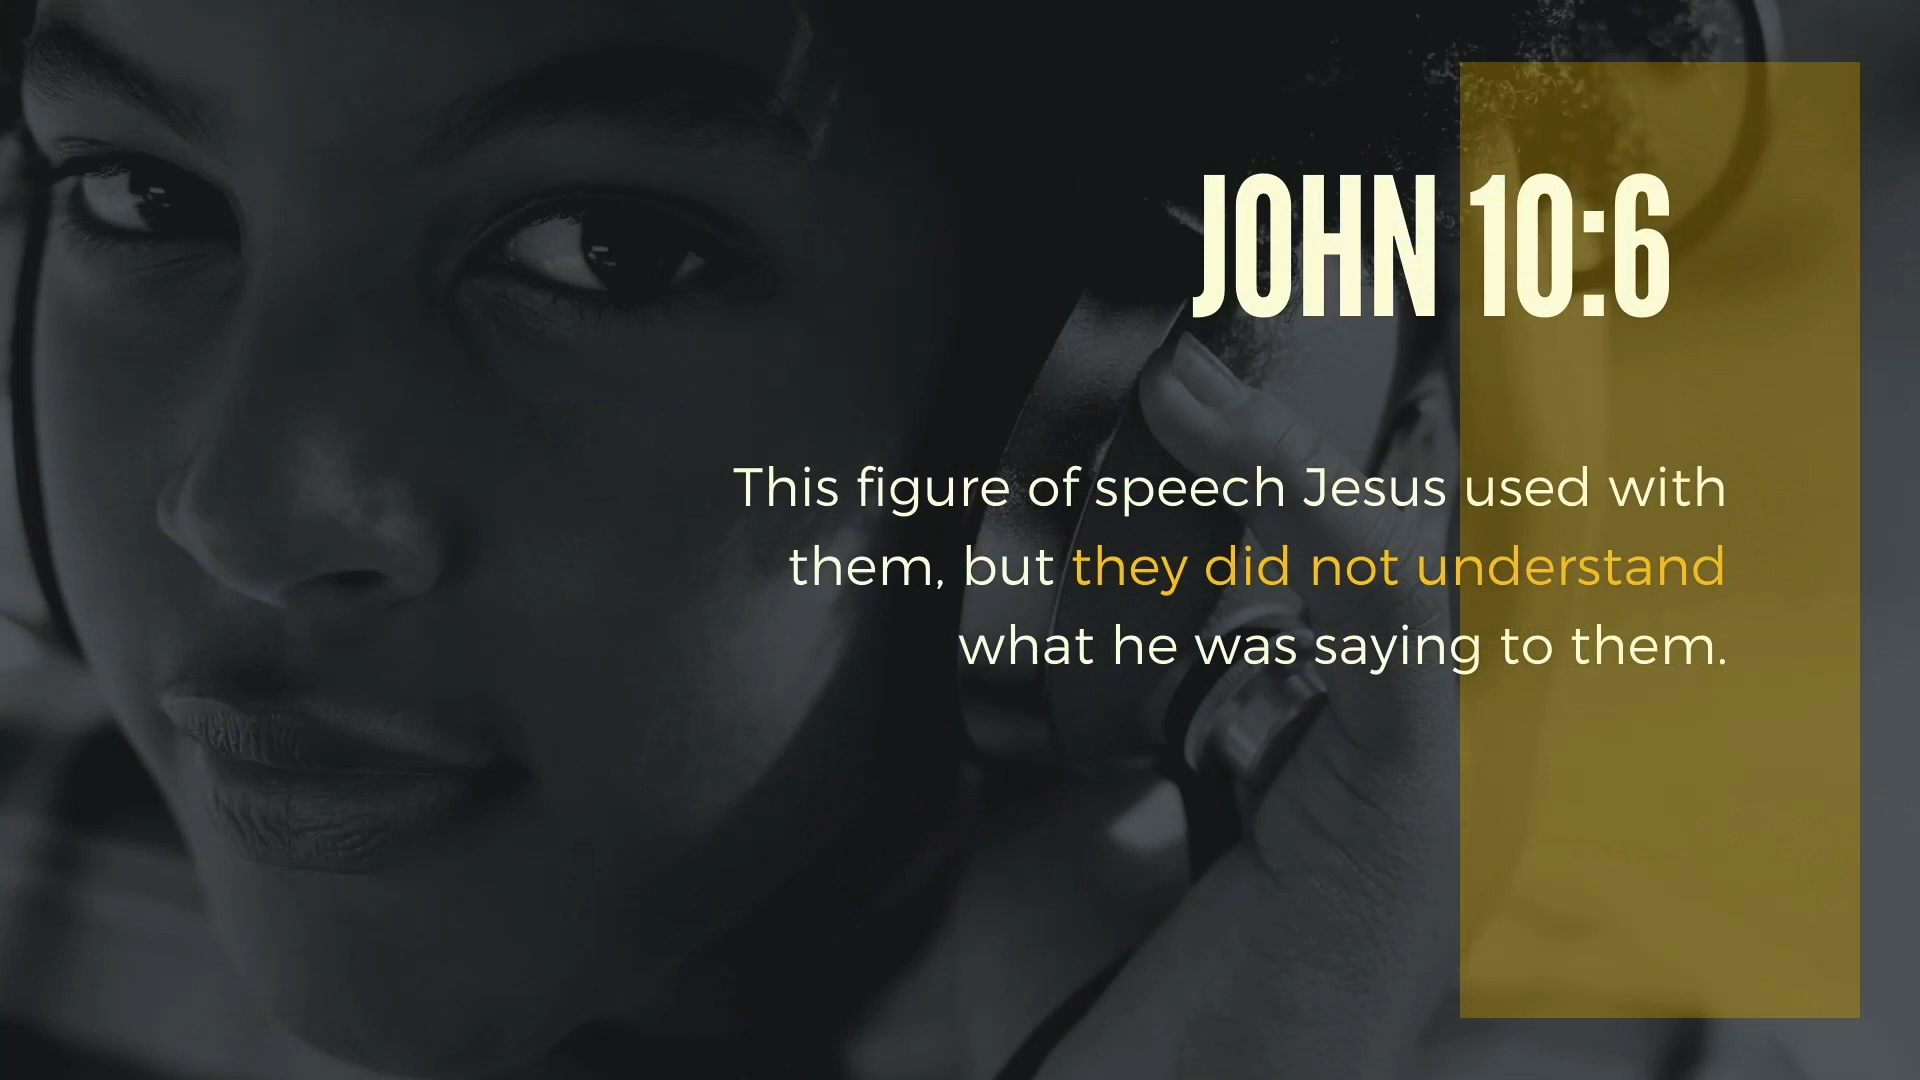 JOHN 10:6
This figure of speech Jesus used with
them, but they did not understand
what he was saying to them.